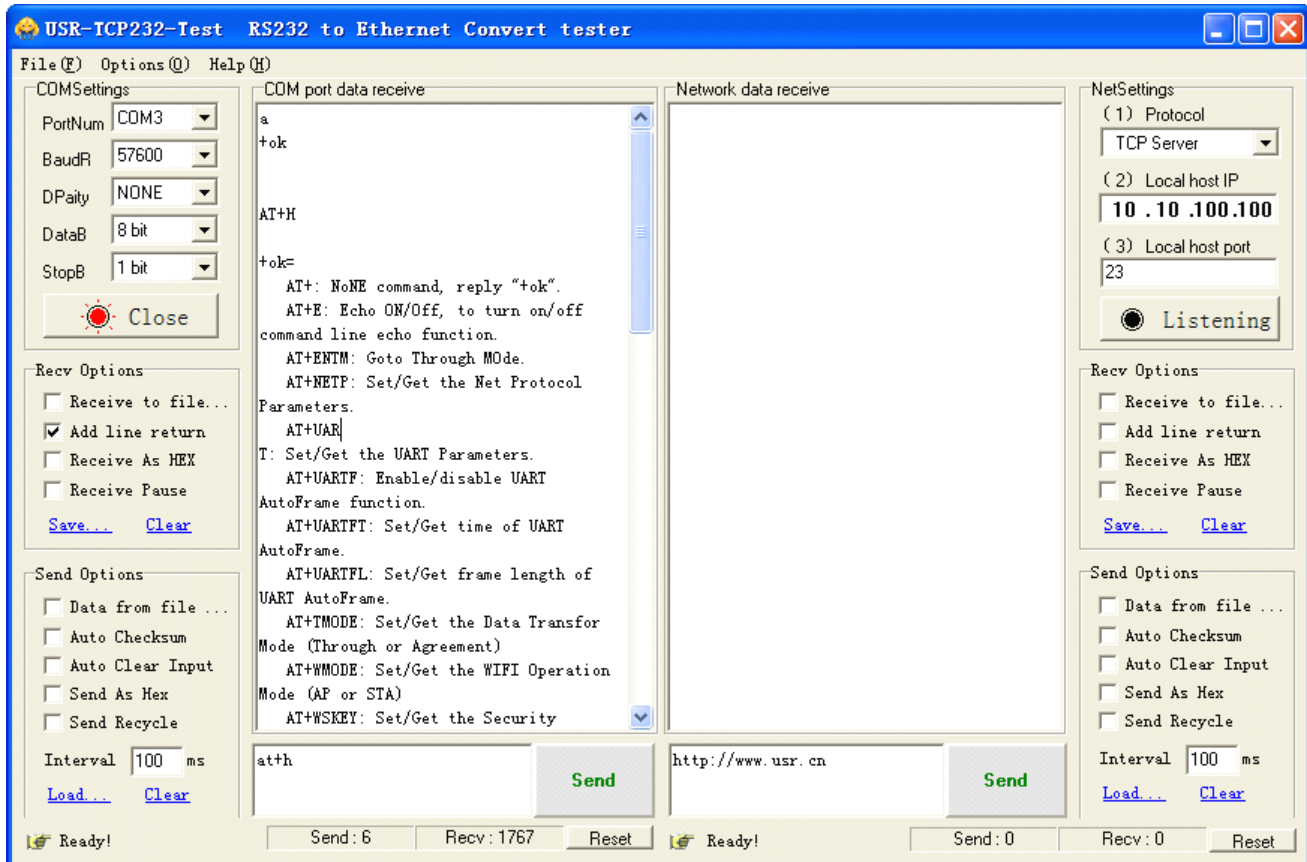 USR-TCP232-Test RS232 to Ethernet Convert tester
File(F) Options(O) Help(H)
COMSettings
PortNum COM3
BaudR 57600
DPaity NONE
DataB 8 bit
StopB 1 bit
Close
Recv Options
Receive to file...
Add line return
Receive As HEX
Receive Pause
Save... Clear
Send Options
Data from file ...
Auto Checksum
Auto Clear Input
Send As Hex
Send Recycle
Interval 100 ms
Load... Clear
COM port data receive
a
+ok
AT+H
+ok=
AT+: NoNE command, reply "+ok".
AT+E: Echo ON/Off, to turn on/off
command line echo function.
AT+ENTM: Goto Through MOde.
AT+NETP: Set/Get the Net Protocol
Parameters.
AT+UAR
T: Set/Get the UART Parameters.
AT+UARTF: Enable/disable UART
AutoFrame function.
AT+UARTFT: Set/Get time of UART
AutoFrame.
AT+UARTFL: Set/Get frame length of
UART AutoFrame.
AT+TMODE: Set/Get the Data Transfor
Mode (Through or Agreement)
AT+WMODE: Set/Get the WIFI Operation
Mode (AP or STA)
AT+WSKEY: Set/Get the Security
at+h
Send
Network data receive
http://www.usr.cn
Send
NetSettings
(1) Protocol
TCP Server
(2) Local host IP
10 . 10 .100.100
(3) Local host port
23
Listening
Recv Options
Receive to file...
Add line return
Receive As HEX
Receive Pause
Save... Clear
Send Options
Data from file ...
Auto Checksum
Auto Clear Input
Send As Hex
Send Recycle
Interval 100 ms
Load... Clear
Ready! Send : 6 Recv : 1767 Reset
Ready! Send : 0 Recv : 0 Reset